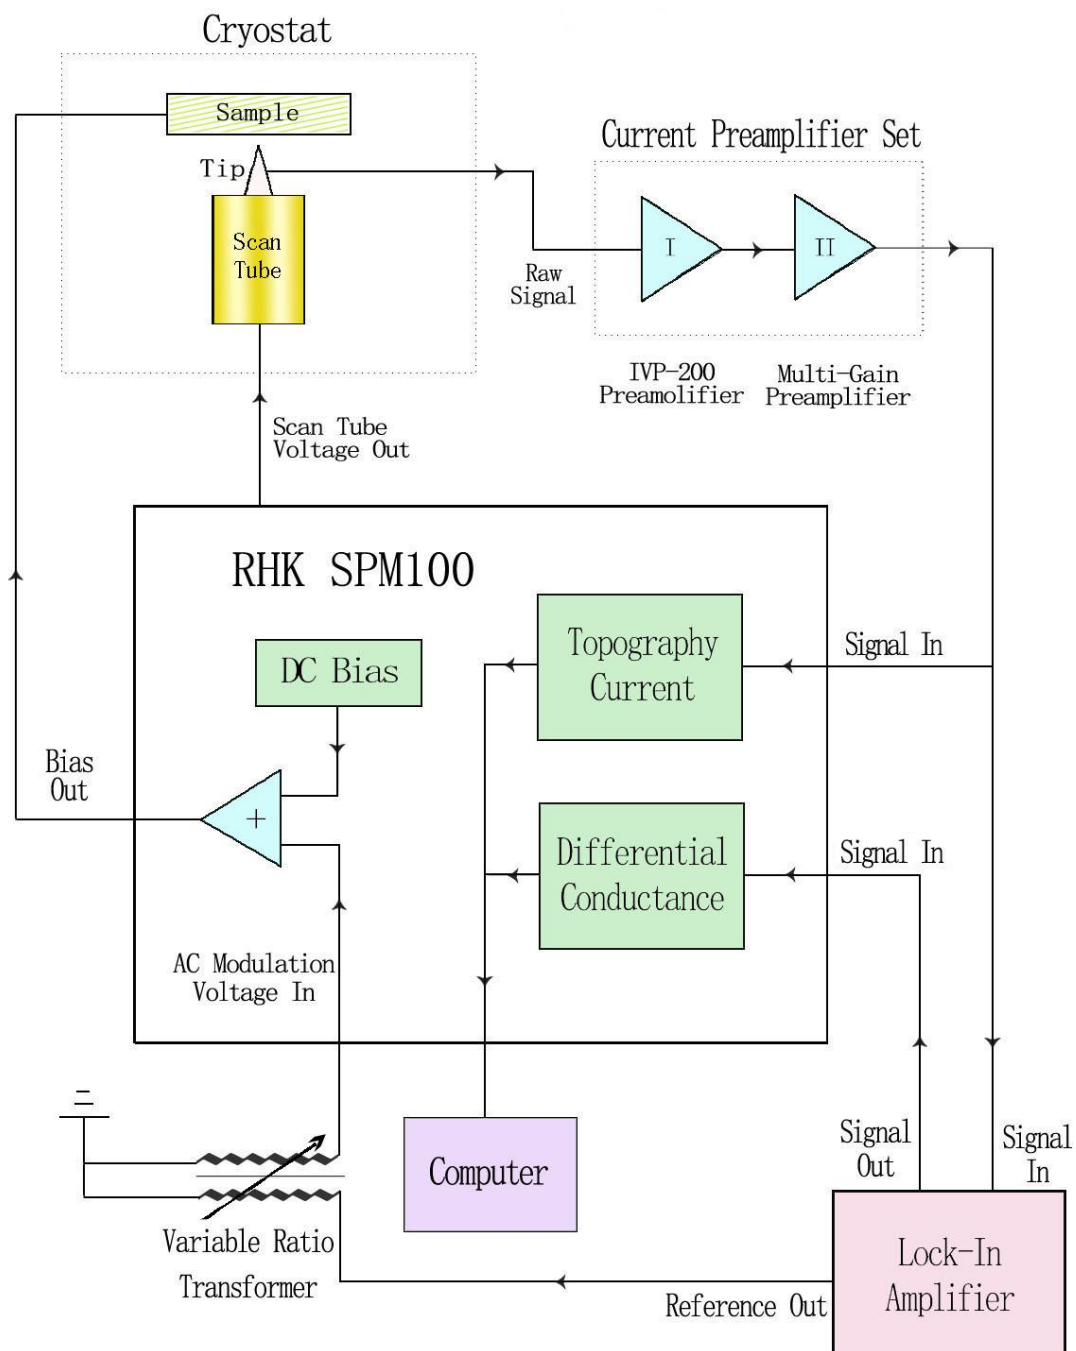 Cryostat
Sample
Tip
Scan
Tube
Current Preamplifier Set
I
II
Raw
Signal
IVP-200
Preamolifier
Multi-Gain
Preamplifier
Scan Tube
Voltage Out
RHK SPM100
DC Bias
Topography
Current
Signal In
Bias
Out
+
Differential
Conductance
Signal In
AC Modulation
Voltage In
Computer
Signal
Out
Signal
In
Variable Ratio
Transformer
Reference Out
Lock-In
Amplifier